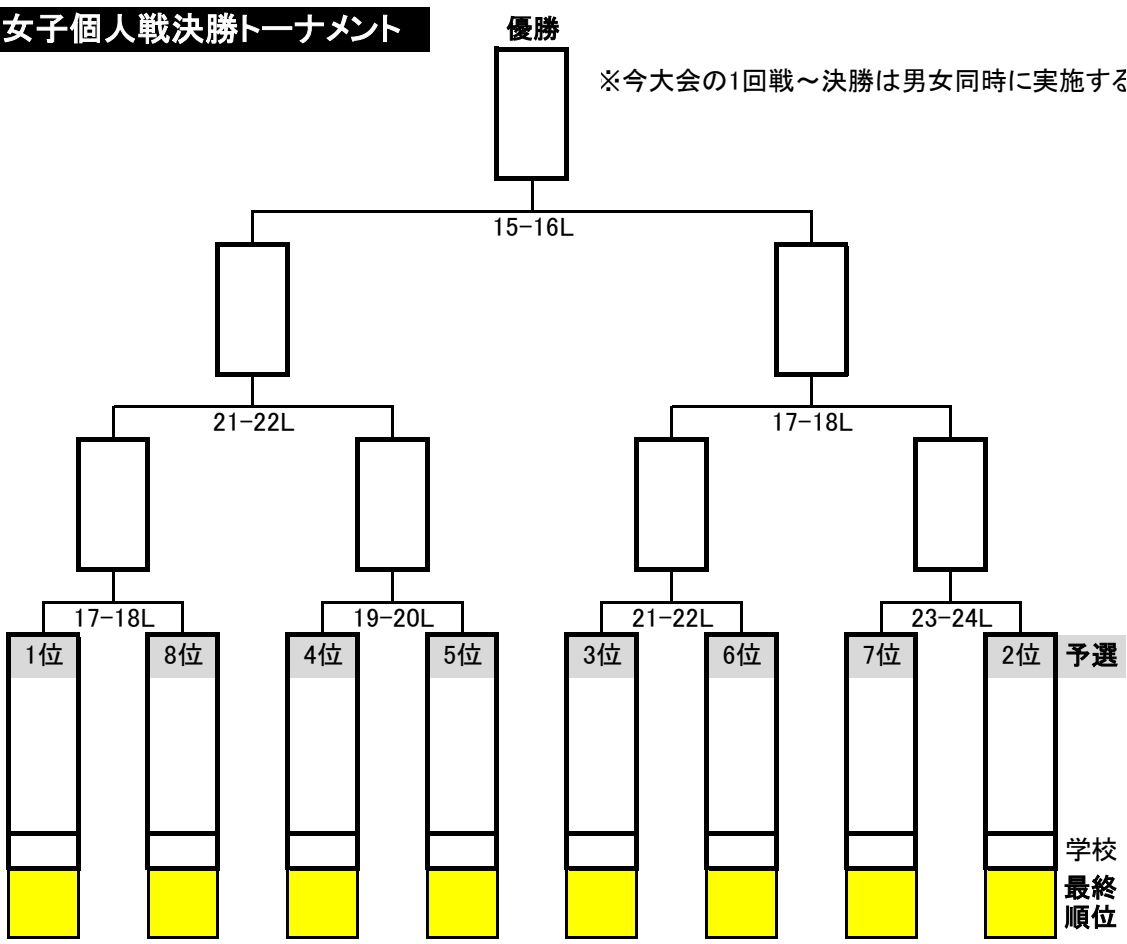 女子個人戦決勝トーナメント
優勝
※今大会の1回戦～決勝は男女同時に実施する
15-16L
21-22L
17-18L
17-18L
19-20L
21-22L
23-24L
1位
8位
4位
5位
3位
6位
7位
2位
予選
学校
最終
順位